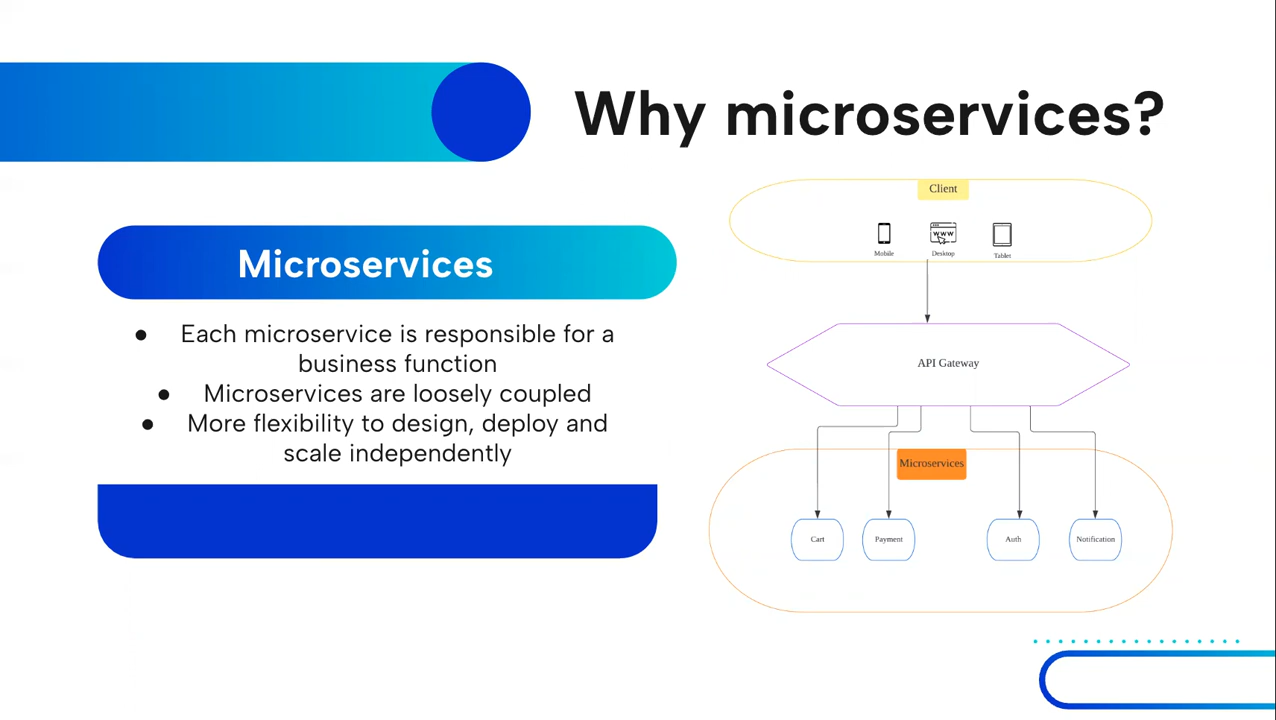 Why microservices?
Microservices
● Each microservice is responsible for a
business function
● Microservices are loosely coupled
● More flexibility to design, deploy and
scale independently
Client
WWW
Mobile
Desktop
Tablet
API Gateway
Microservices
Cart
Payment
Auth
Notification